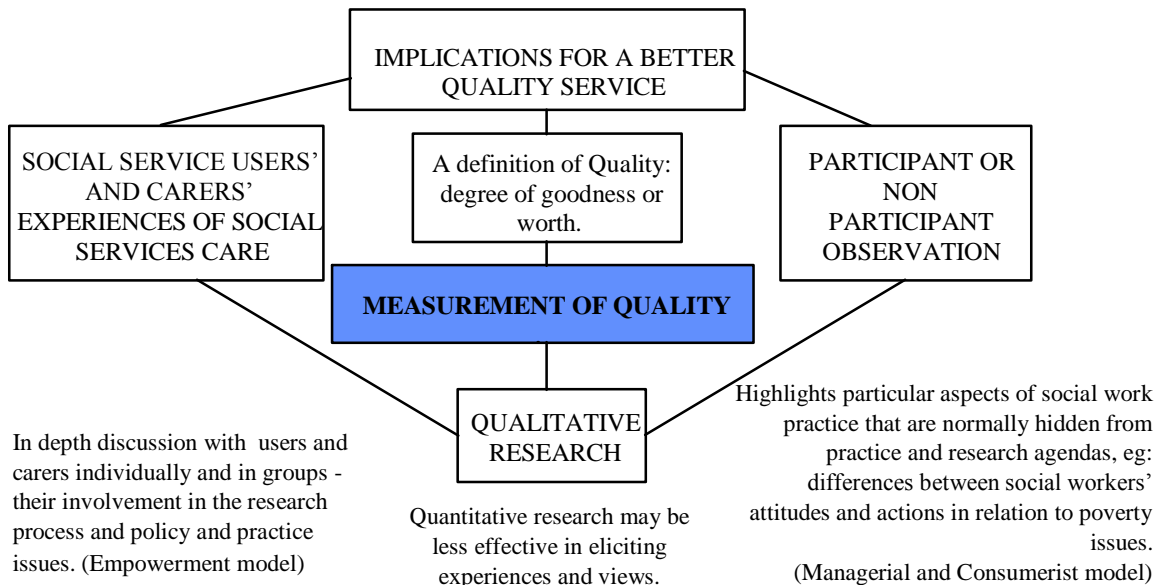 IMPLICATIONS FOR A BETTER
QUALITY SERVICE
SOCIAL SERVICE USERS’
AND CARERS’
EXPERIENCES OF SOCIAL
SERVICES CARE
A definition of Quality:
degree of goodness or
worth.
PARTICIPANT OR
NON
PARTICIPANT
OBSERVATION
MEASUREMENT OF QUALITY
QUALITATIVE
RESEARCH
In depth discussion with users and
carers individually and in groups -
their involvement in the research
process and policy and practice
issues. (Empowerment model)
Quantitative research may be
less effective in eliciting
experiences and views.
Highlights particular aspects of social work
practice that are normally hidden from
practice and research agendas, eg:
differences between social workers’
attitudes and actions in relation to poverty
issues.
(Managerial and Consumerist model)